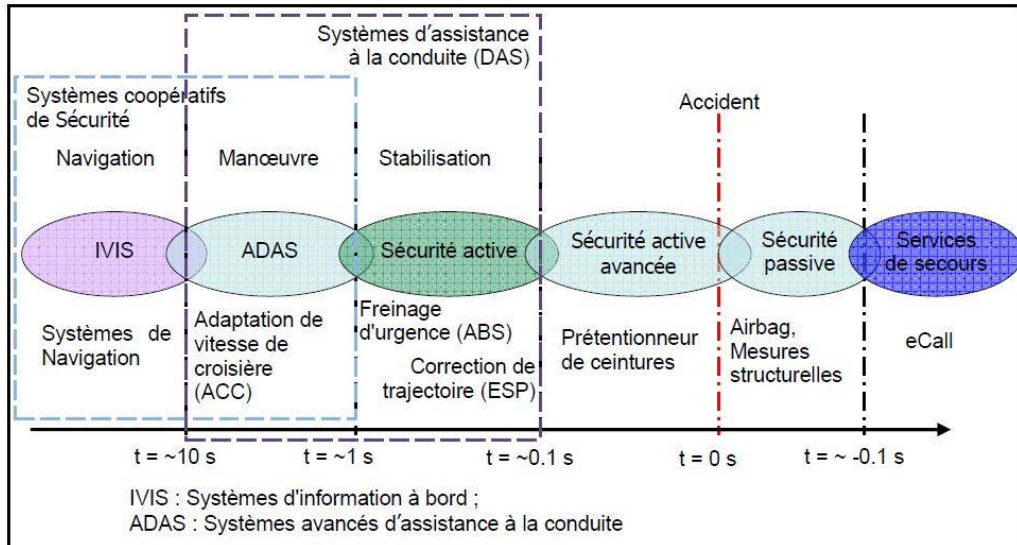 Systèmes d'assistance
à la conduite (DAS)
Systèmes coopératifs
de Sécurité
Accident
Navigation
Manœuvre
Stabilisation
IVIS
ADAS
Sécurité active
Sécurité active
avancée
Sécurité
passive
Services
de secours
Systèmes de
Navigation
Adaptation de
vitesse de
croisière
(ACC)
Freinage
d'urgence (ABS)
Correction de
trajectoire (ESP)
Prétentionneur
de ceintures
Airbag,
Mesures
structurelles
eCall
t = ~10 s
t = ~1 s
t = ~0.1 s
t = 0 s
t = ~ -0.1 s
IVIS : Systèmes d'information à bord ;
ADAS : Systèmes avancés d'assistance à la conduite